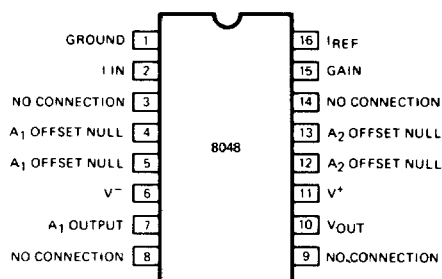 GROUND 1
I IN 2
NO CONNECTION 3
A1 OFFSET NULL 4
A1 OFFSET NULL 5
V− 6
A1 OUTPUT 7
NO CONNECTION 8
8048
16 IREF
15 GAIN
14 NO CONNECTION
13 A2 OFFSET NULL
12 A2 OFFSET NULL
11 V+
10 VOUT
9 NO CONNECTION